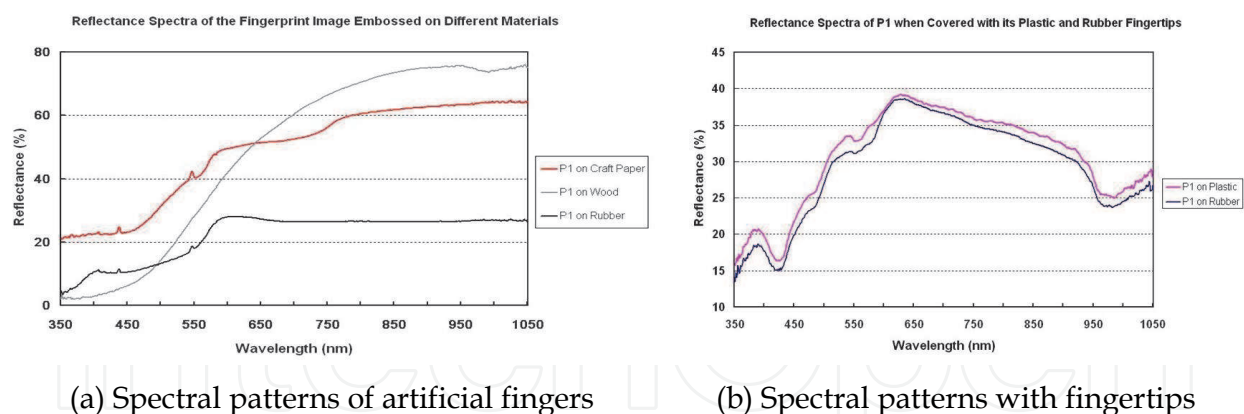 Reflectance Spectra of the Fingerprint Image Embossed on Different Materials
80
60
40
20
0
Reflectance (%)
350 450 550 650 750 850 950 1050
Wavelength (nm)
P1 on Craft Paper
P1 on Wood
P1 on Rubber
(a) Spectral patterns of artificial fingers
Reflectance Spectra of P1 when Covered with its Plastic and Rubber Fingertips
45
40
35
30
25
20
15
10
Reflectance (%)
350 450 550 650 750 850 950 1050
Wavelength (nm)
P1 on Plastic
P1 on Rubber
(b) Spectral patterns with fingertips